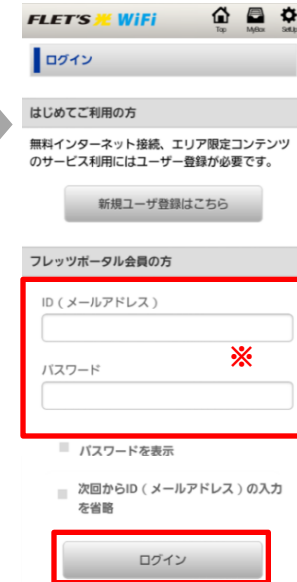 FLET'S WiFi
Top MyBox SetUp
ログイン
はじめてご利用の方
無料インターネット接続、エリア限定コンテンツ
のサービス利用にはユーザー登録が必要です。
新規ユーザ登録はこちら
フレッツポータル会員の方
ID（メールアドレス）
※
パスワード
パスワードを表示
次回からID（メールアドレス）の入力
を省略
ログイン